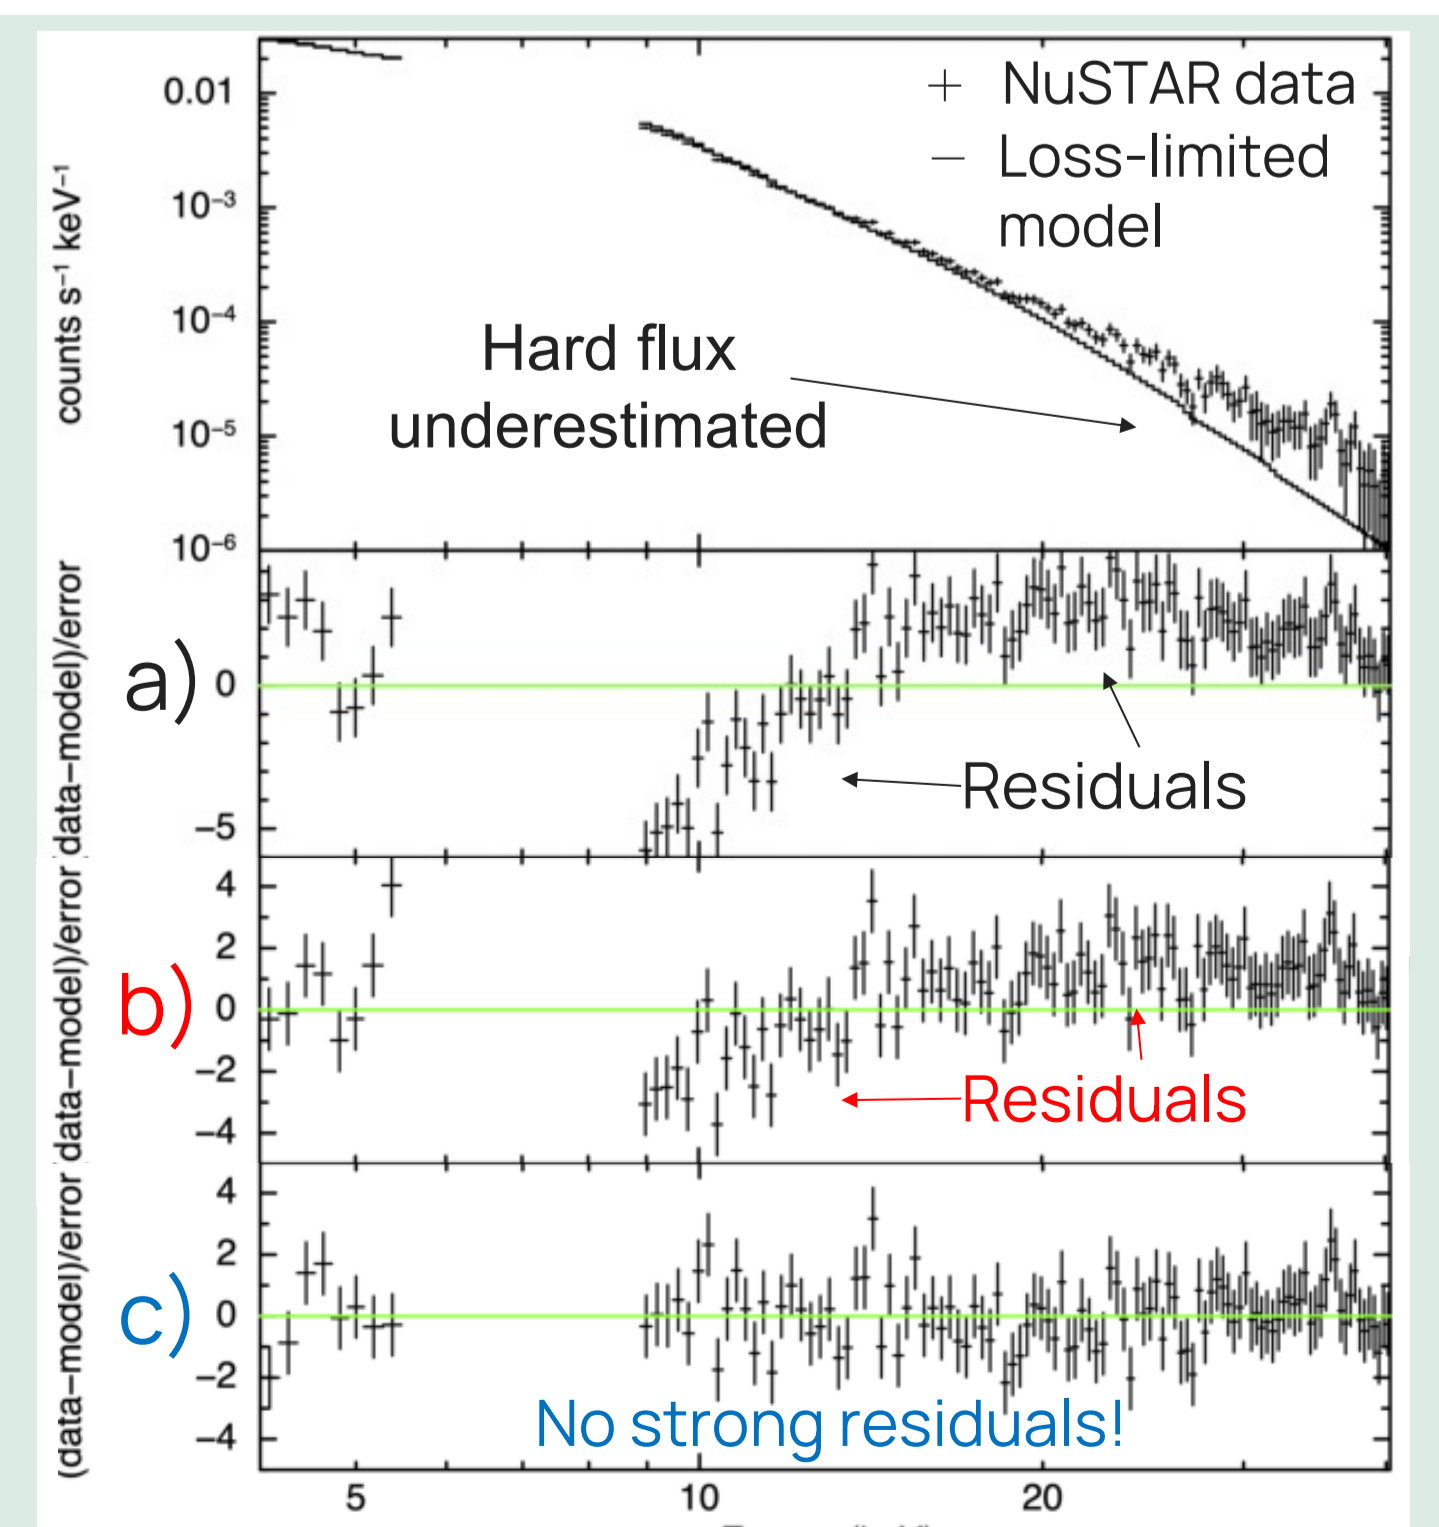 + NuSTAR data
— Loss-limited
model
0.01
10⁻³
10⁻⁴
10⁻⁵
10⁻⁶
counts s⁻¹ keV⁻¹
Hard flux
underestimated
a)
0
−5
(data−model)/error
Residuals
b)
4
2
0
−2
−4
(data−model)/error
Residuals
c)
4
2
0
−2
−4
(data−model)/error
No strong residuals!
5 10 20